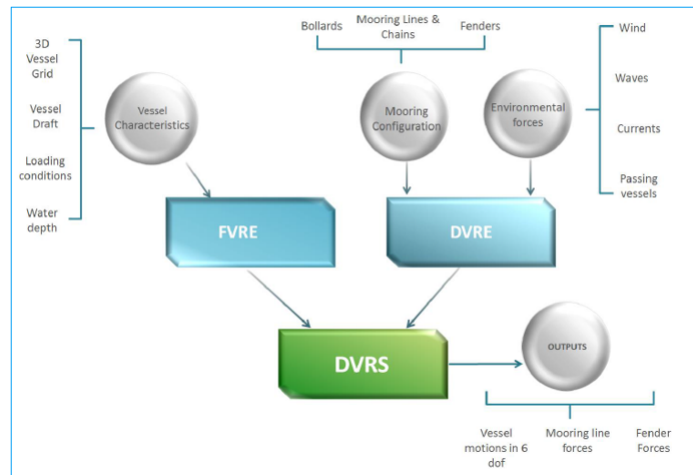 3D
Vessel
Grid
Vessel
Draft
Loading
conditions
Water
depth
Vessel
Characteristics
Bollards
Mooring Lines &
Chains
Fenders
Mooring
Configuration
Environmental
forces
Wind
Waves
Currents
Passing
vessels
FVRE
DVRE
DVRS
OUTPUTS
Vessel
motions in 6
dof
Mooring line
forces
Fender
Forces